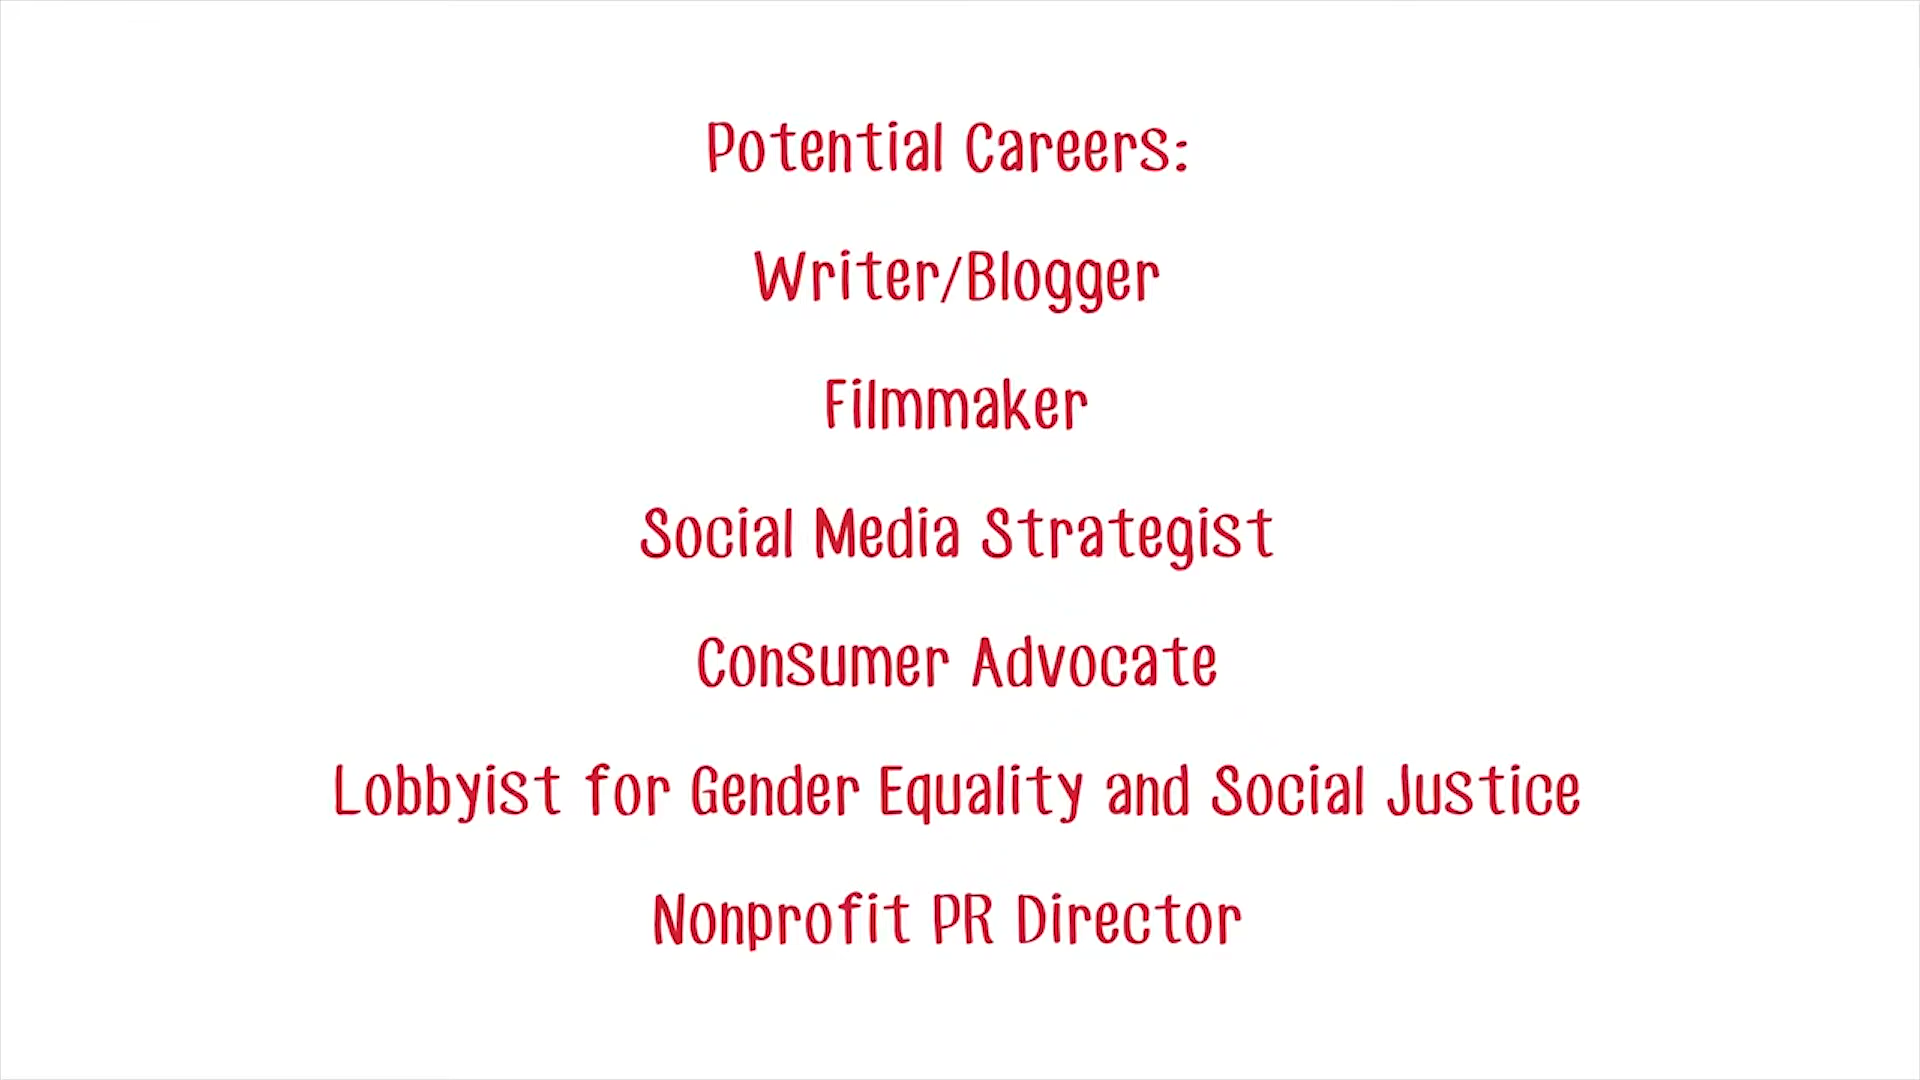 Potential Careers:
Writer/Blogger
Filmmaker
Social Media Strategist
Consumer Advocate
Lobbyist for Gender Equality and Social Justice
Nonprofit PR Director